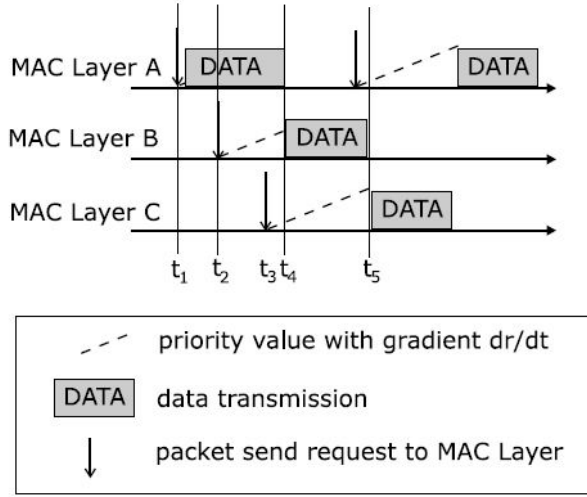 MAC Layer A DATA DATA
MAC Layer B DATA
MAC Layer C DATA
t1 t2 t3 t4 t5
priority value with gradient dr/dt
DATA data transmission
packet send request to MAC Layer